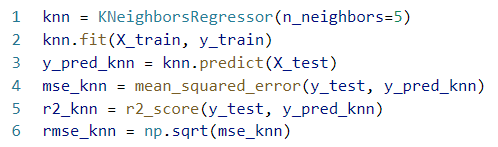 1 knn = KNeighborsRegressor(n_neighbors=5)
2 knn.fit(X_train, y_train)
3 y_pred_knn = knn.predict(X_test)
4 mse_knn = mean_squared_error(y_test, y_pred_knn)
5 r2_knn = r2_score(y_test, y_pred_knn)
6 rmse_knn = np.sqrt(mse_knn)